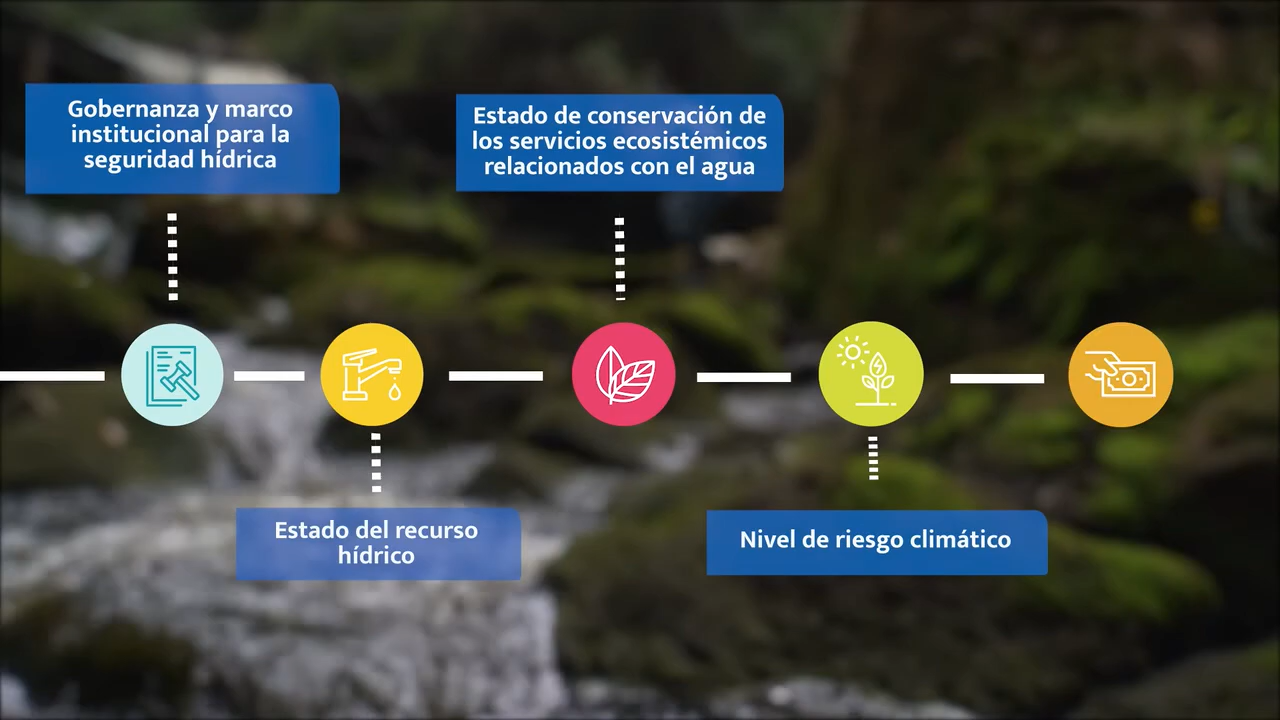 Gobernanza y marco
institucional para la
seguridad hídrica
Estado de conservación de
los servicios ecosistémicos
relacionados con el agua
Estado del recurso
hídrico
Nivel de riesgo climático